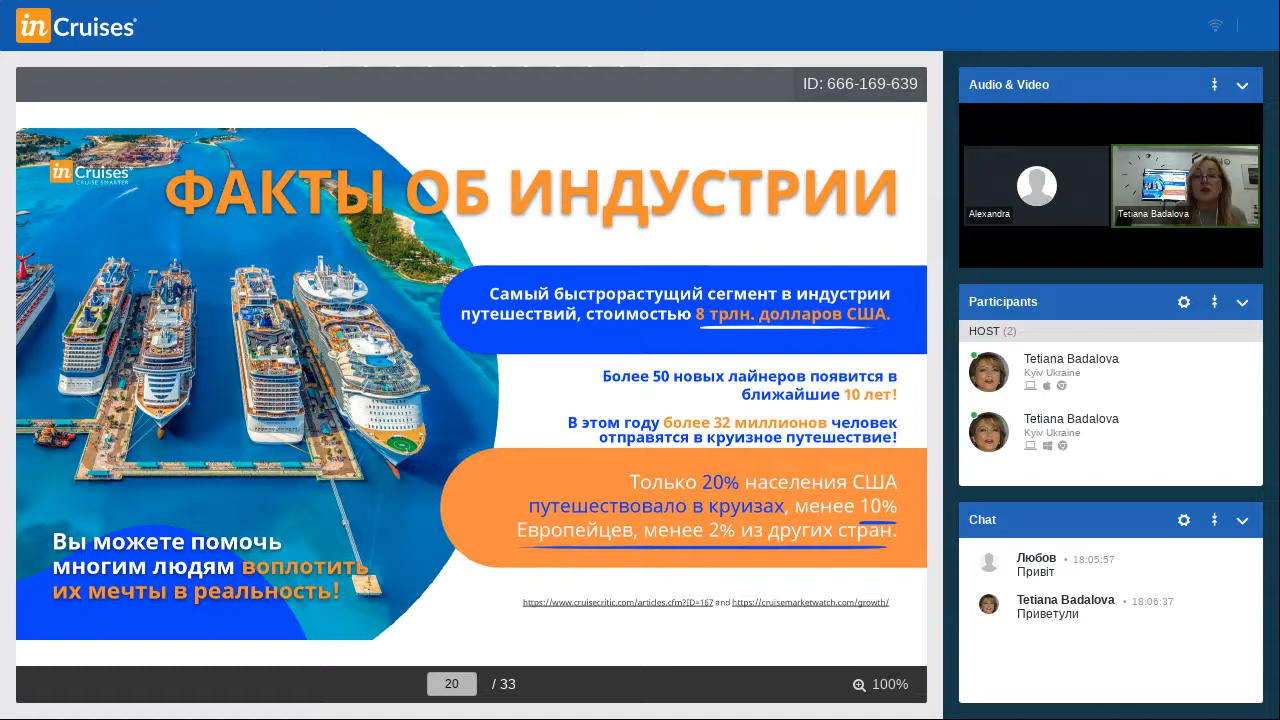 in Cruises
ID: 666-169-639
in Cruises
CRUISE SMARTER
ФАКТЫ ОБ ИНДУСТРИИ
Самый быстрорастущий сегмент в индустрии
путешествий, стоимостью 8 трлн. долларов США.
Более 50 новых лайнеров появится в
ближайшие 10 лет!
В этом году более 32 миллионов человек
отправятся в круизное путешествие!
Только 20% населения США
путешествовало в круизах, менее 10%
Европейцев, менее 2% из других стран.
Вы можете помочь
многим людям воплотить
их мечты в реальность!
https://www.cruisecritic.com/articles.cfm?ID=167 and https://cruisemarketwatch.com/growth/
20 / 33
100%
Audio & Video
Alexandra
Tetiana Badalova
Participants
HOST (2)
Tetiana Badalova
Kyiv Ukraine
Tetiana Badalova
Kyiv Ukraine
Chat
Любов • 18:05:57
Привіт
Tetiana Badalova • 18:06:37
Приветули